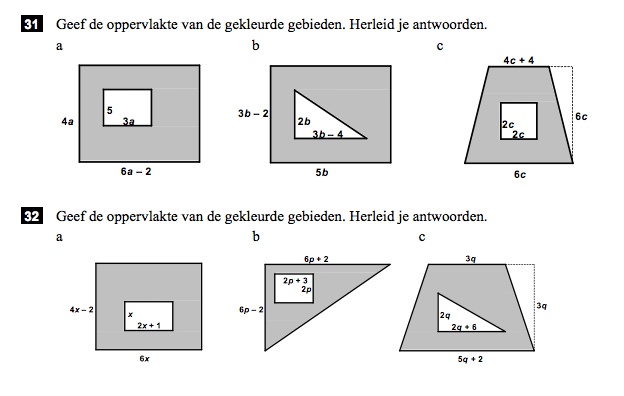 31 Geef de oppervlakte van de gekleurde gebieden. Herleid je antwoorden.
a b c
4a 5 3a 6a – 2
3b – 2 2b 3b – 4 5b
4c + 4 2c 2c 6c 6c
32 Geef de oppervlakte van de gekleurde gebieden. Herleid je antwoorden.
a b c
4x – 2 x 2x + 1 6x
6p + 2 2p + 3 2p 6p – 2
3q 2q 2q + 6 3q 5q + 2